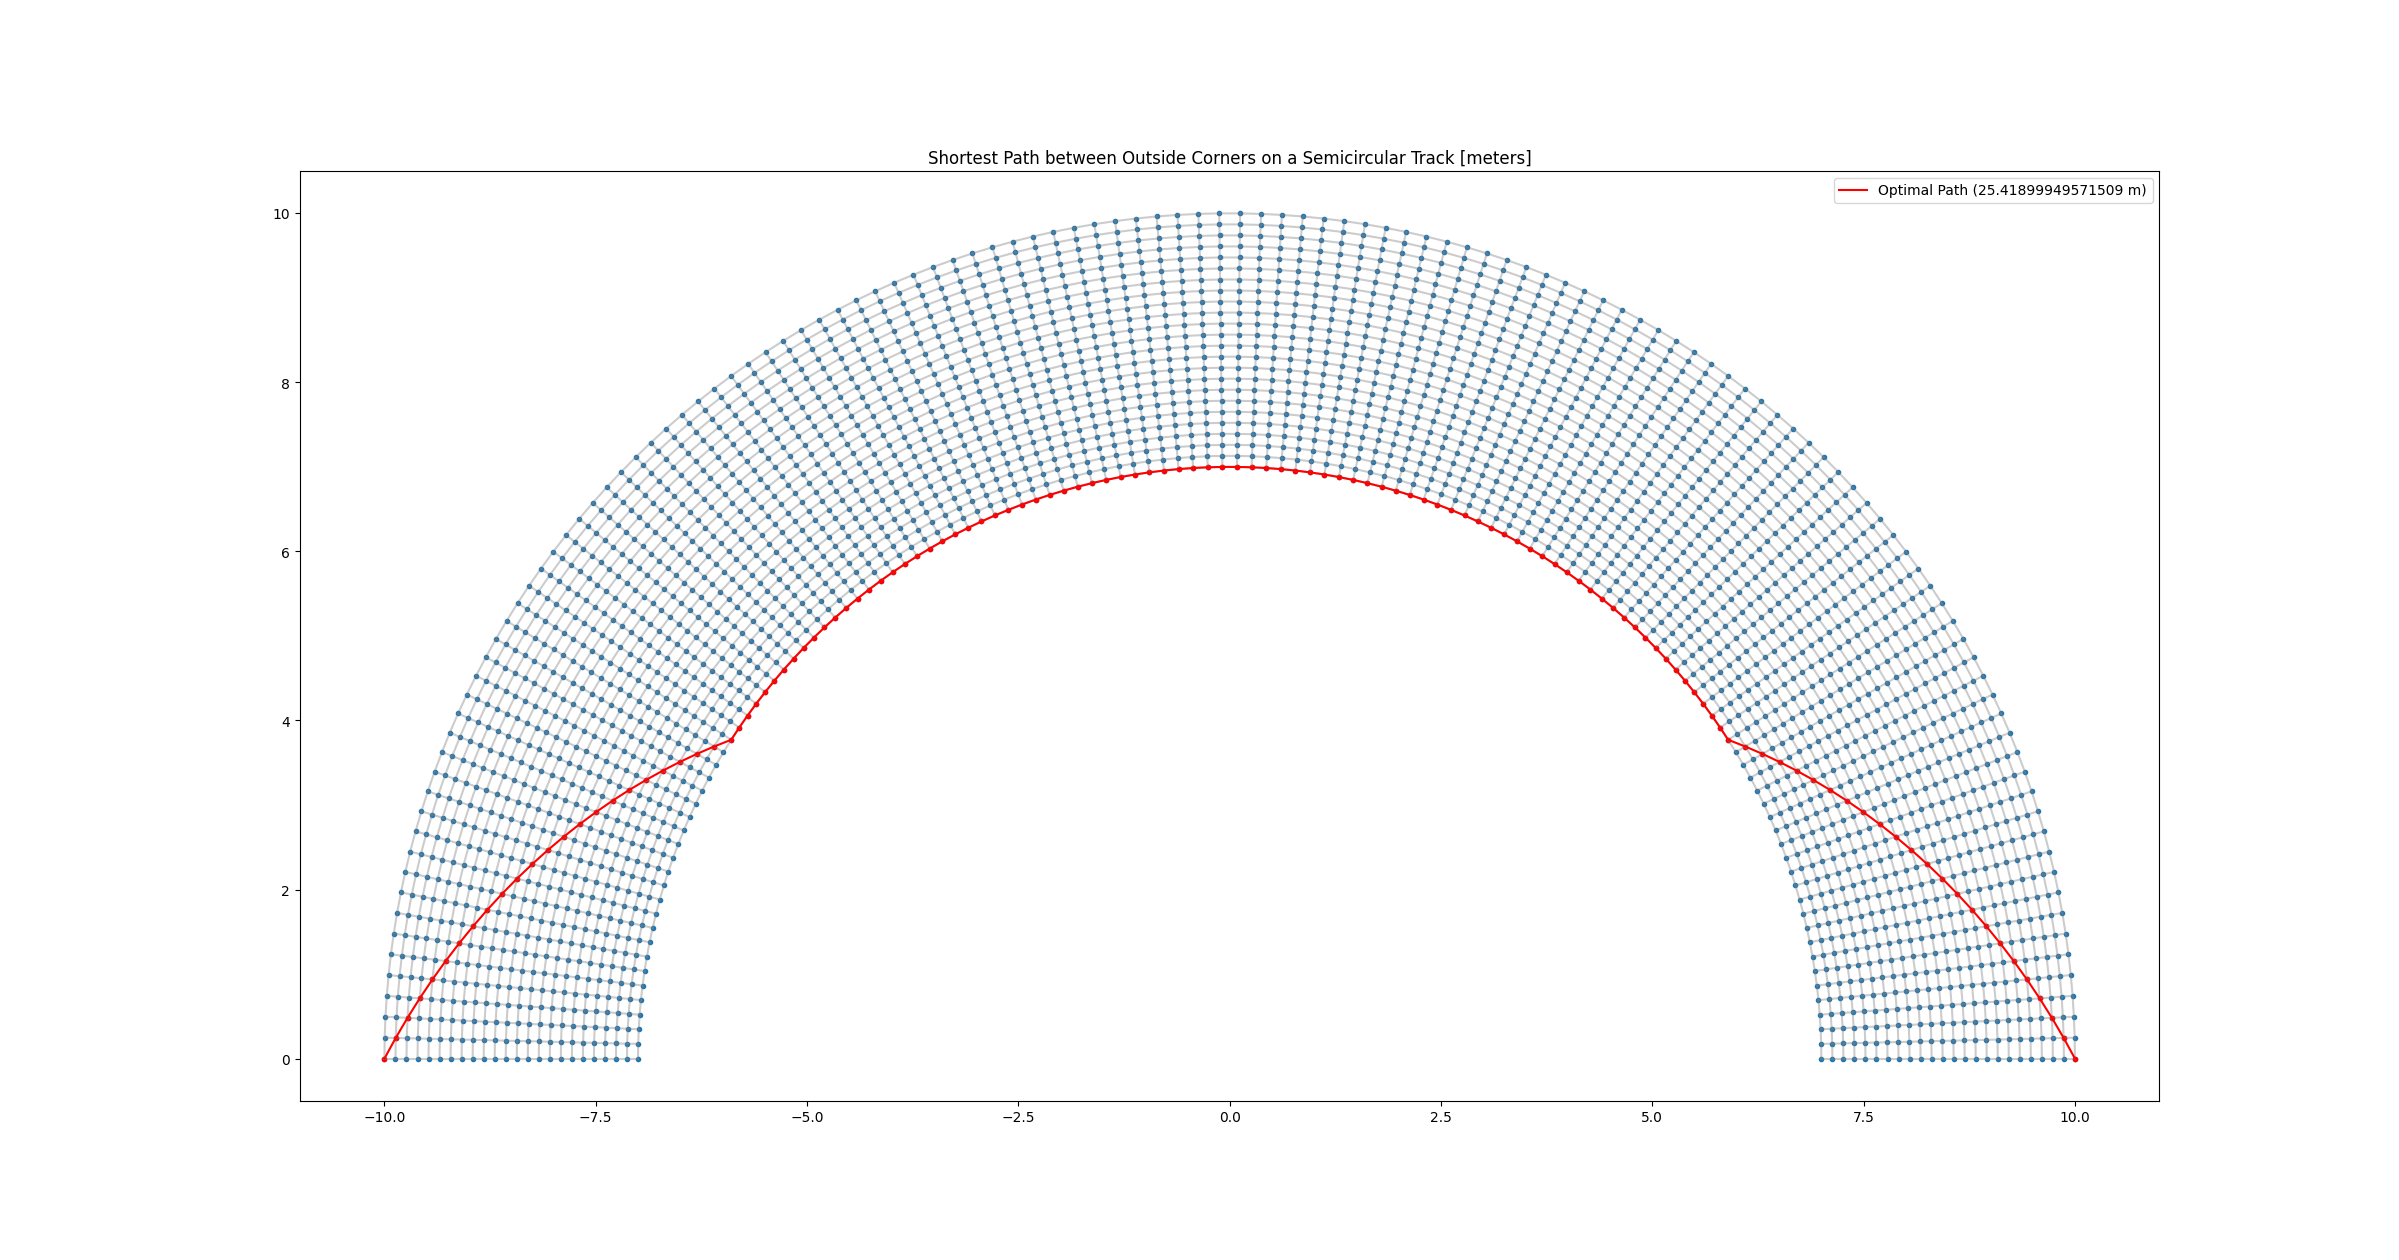 Shortest Path between Outside Corners on a Semicircular Track [meters]
Optimal Path (25.41899949571509 m)
10
8
6
4
2
0
−10.0 −7.5 −5.0 −2.5 0.0 2.5 5.0 7.5 10.0